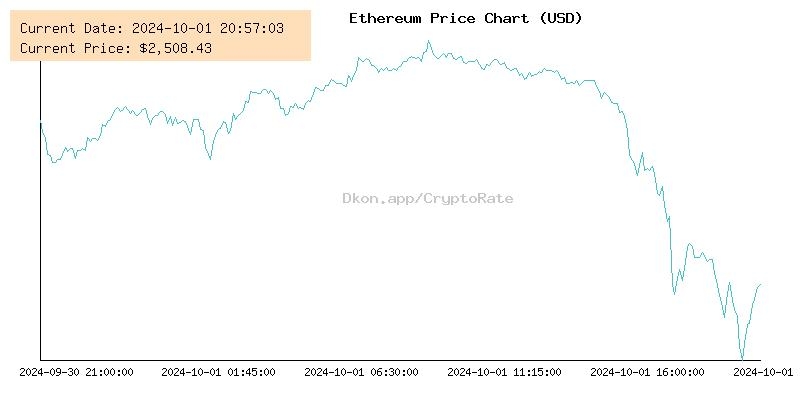 Ethereum Price Chart (USD)
Current Date: 2024-10-01 20:57:03
Current Price: $2,508.43
Dkon.app/CryptoRate
2024-09-30 21:00:00 2024-10-01 01:45:00 2024-10-01 06:30:00 2024-10-01 11:15:00 2024-10-01 16:00:00 2024-10-01